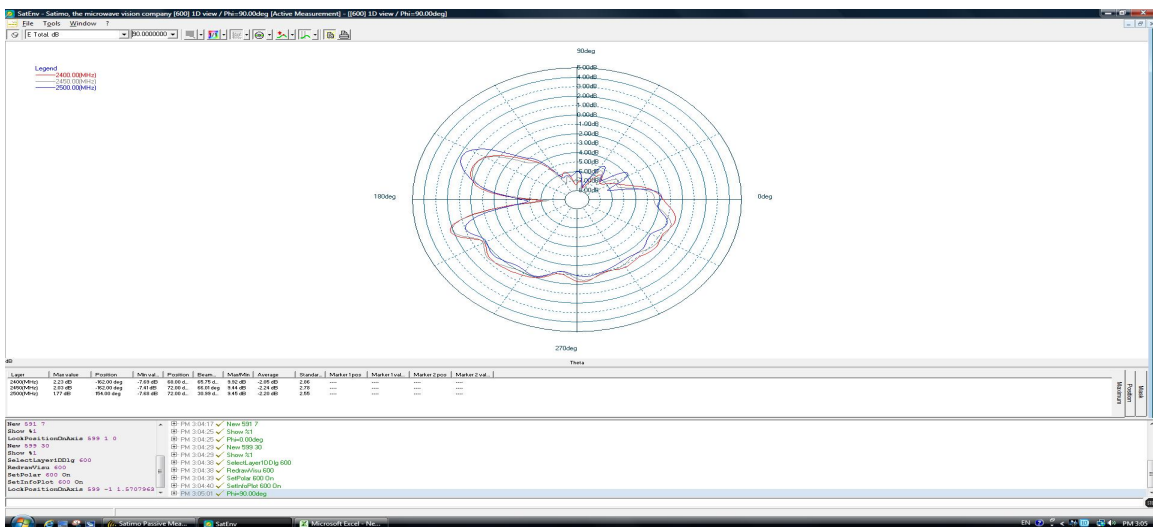 SatEnv - Satimo, the microwave vision company [600] 1D view / Phi=90.00deg [Active Measurement] - [[600] 1D view / Phi=90.00deg]
File Tools Window ?
E Total dB 90.0000000
90deg
Legend
2400.00(MHz)
2450.00(MHz)
2500.00(MHz)
4.00dB
3.00dB
2.00dB
1.00dB
0.00dB
-1.00dB
-2.00dB
-3.00dB
-4.00dB
-5.00dB
180deg
0deg
270deg
dB
Theta
Layer Max value Position Min val... Position Beam... Max/Min Average Standar... Marker 1 pos Marker 1 val... Marker 2 pos Marker 2 val...
2400(MHz) 2.23 dB -162.00 deg -7.69 dB 68.00 d... 65.75 d... 9.92 dB -2.05 dB 2.86 ---- ---- ---- ----
2450(MHz) 2.03 dB -162.00 deg -7.41 dB 72.00 d... 66.01 deg 9.44 dB -2.24 dB 2.78 ---- ---- ---- ----
2500(MHz) 1.77 dB 154.00 deg -7.68 dB 72.00 d... 9.45 dB -2.20 dB 2.55 ---- ---- ---- ----
Mask
Position
Maximum
New 591 7
Show %1
LockPositionOnAxis 599 1 0
New 599 30
Show %1
SelectLayer1DDlg 600
RedrawVisu 600
SetPolar 600 On
SetInfoPlot 600 On
LockPositionOnAxis 599 -1 1.5707963
PM 3:04:17 New 591 7
PM 3:04:25 Show %1
PM 3:04:25 Phi=0.00deg
PM 3:04:29 New 599 30
PM 3:04:29 Show %1
PM 3:04:38 SelectLayer1DDlg 600
PM 3:04:38 RedrawVisu 600
PM 3:04:39 SetPolar 600 On
PM 3:04:40 SetInfoPlot 600 On
PM 3:05:01 Phi=90.00deg
Satimo Passive Mea... SatEnv Microsoft Excel - Ne... EN PM 3:05